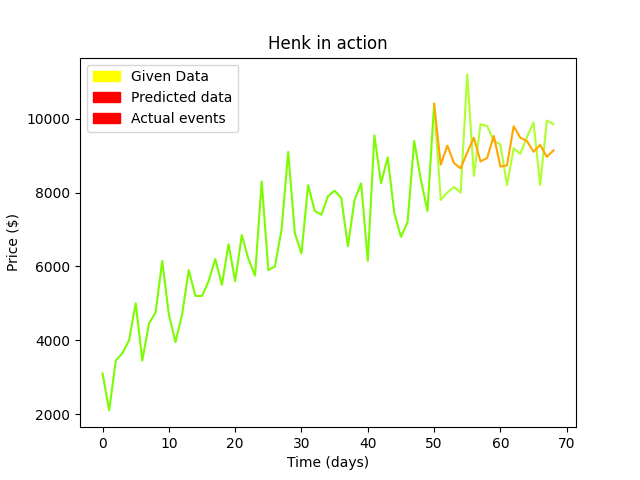 Henk in action
Given Data
Predicted data
Actual events
Price ($)
10000
8000
6000
4000
2000
0 10 20 30 40 50 60 70
Time (days)